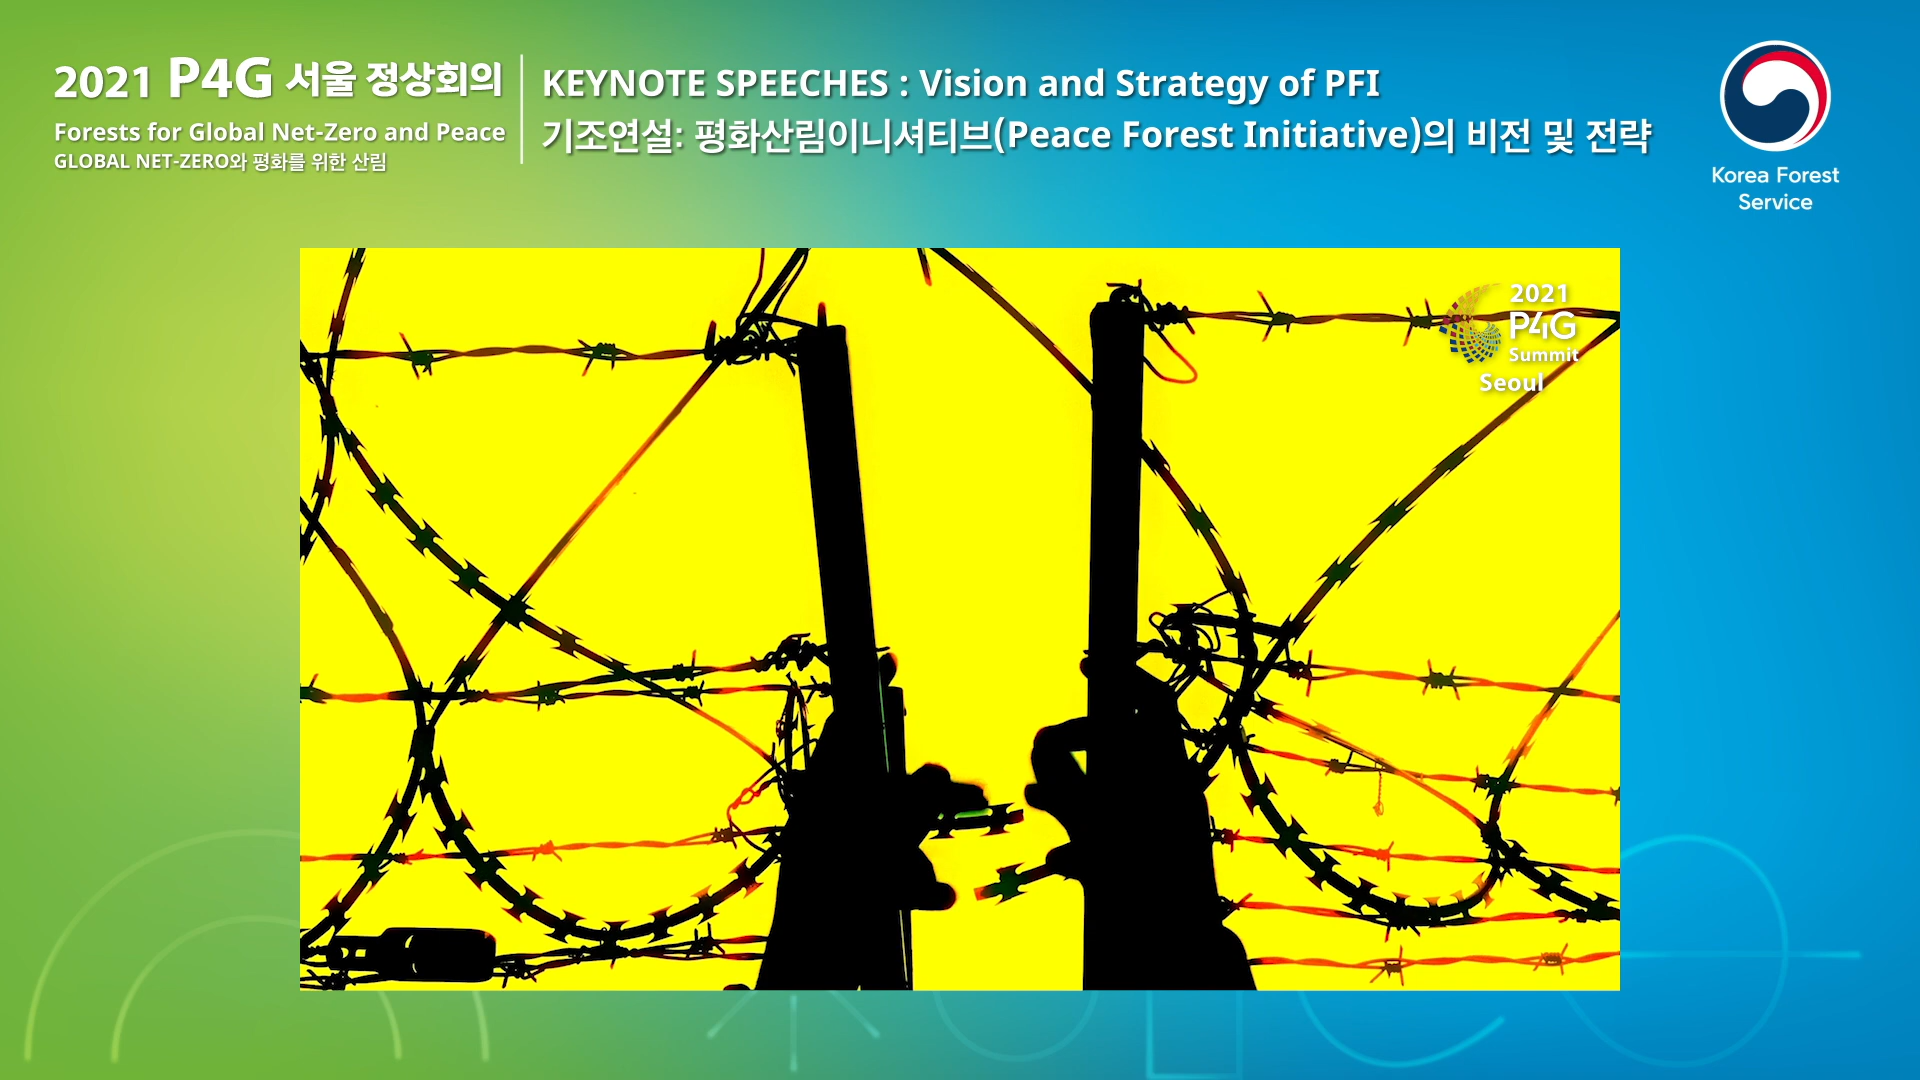 2021 P4G 서울 정상회의
Forests for Global Net-Zero and Peace
GLOBAL NET-ZERO와 평화를 위한 산림
KEYNOTE SPEECHES : Vision and Strategy of PFI
기조연설: 평화산림이니셔티브(Peace Forest Initiative)의 비전 및 전략
Korea Forest
Service
2021
P4G
Summit
Seoul